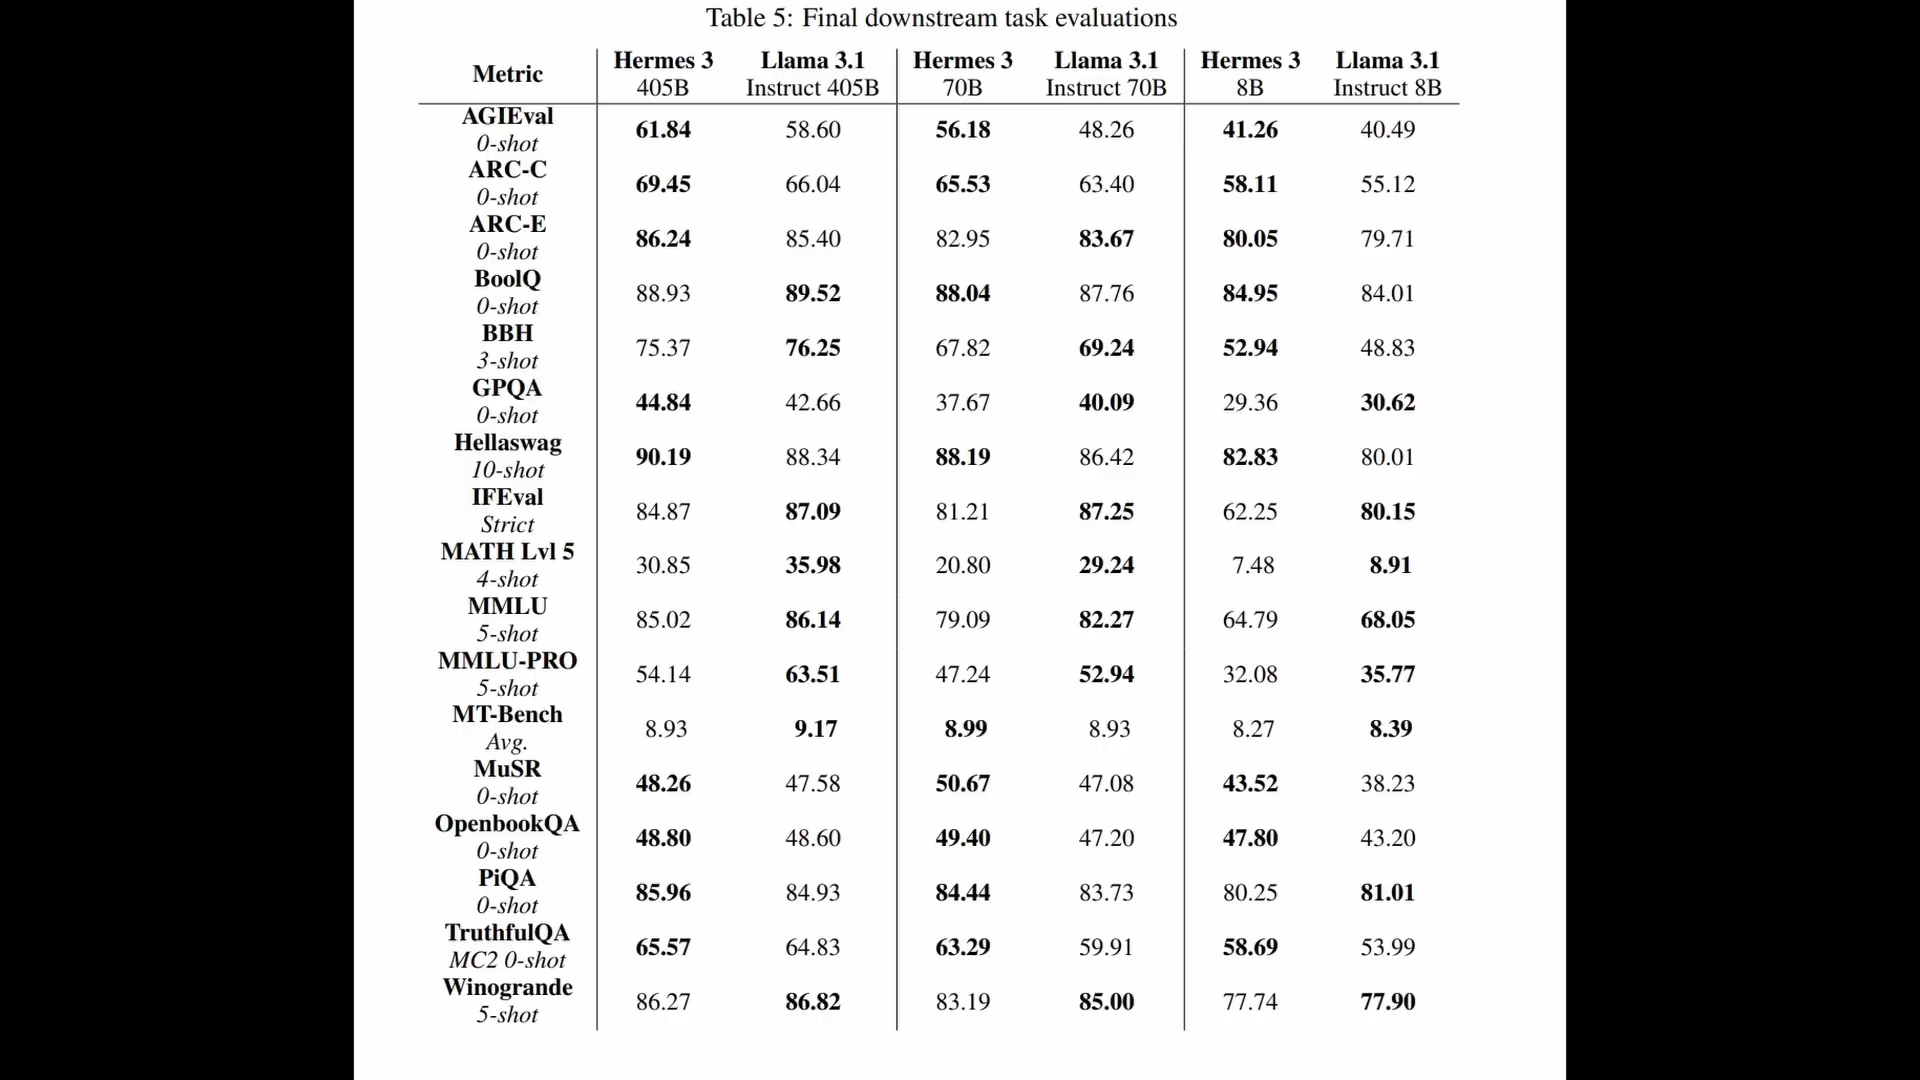 Table 5: Final downstream task evaluations
Metric Hermes 3 405B Llama 3.1 Instruct 405B Hermes 3 70B Llama 3.1 Instruct 70B Hermes 3 8B Llama 3.1 Instruct 8B
AGIEval 0-shot 61.84 58.60 56.18 48.26 41.26 40.49
ARC-C 0-shot 69.45 66.04 65.53 63.40 58.11 55.12
ARC-E 0-shot 86.24 85.40 82.95 83.67 80.05 79.71
BoolQ 0-shot 88.93 89.52 88.04 87.76 84.95 84.01
BBH 3-shot 75.37 76.25 67.82 69.24 52.94 48.83
GPQA 0-shot 44.84 42.66 37.67 40.09 29.36 30.62
Hellaswag 10-shot 90.19 88.34 88.19 86.42 82.83 80.01
IFEval Strict 84.87 87.09 81.21 87.25 62.25 80.15
MATH Lvl 5 4-shot 30.85 35.98 20.80 29.24 7.48 8.91
MMLU 5-shot 85.02 86.14 79.09 82.27 64.79 68.05
MMLU-PRO 5-shot 54.14 63.51 47.24 52.94 32.08 35.77
MT-Bench Avg. 8.93 9.17 8.99 8.93 8.27 8.39
MuSR 0-shot 48.26 47.58 50.67 47.08 43.52 38.23
OpenbookQA 0-shot 48.80 48.60 49.40 47.20 47.80 43.20
PiQA 0-shot 85.96 84.93 84.44 83.73 80.25 81.01
TruthfulQA MC2 0-shot 65.57 64.83 63.29 59.91 58.69 53.99
Winogrande 5-shot 86.27 86.82 83.19 85.00 77.74 77.90